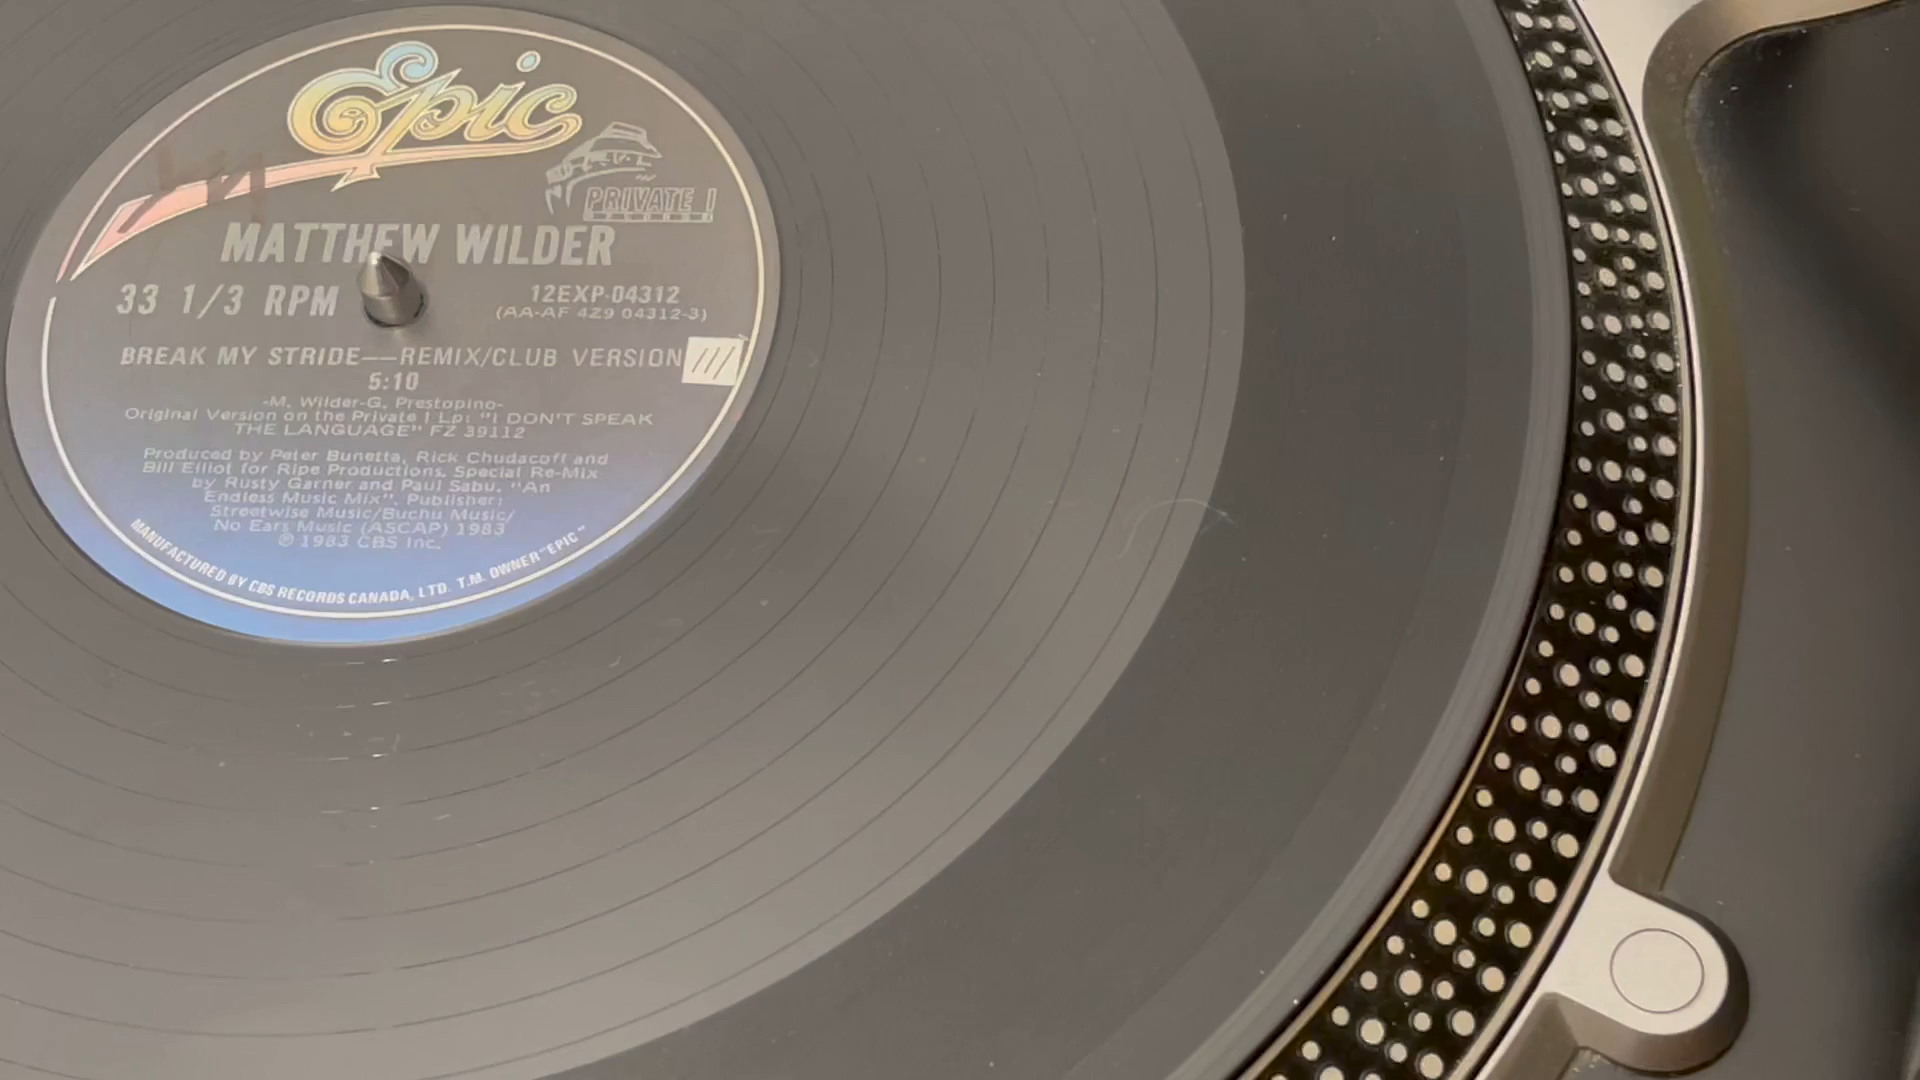 Epic
PRIVATE I
RECORDS
MATTHEW WILDER
33 1/3 RPM
12EXP-04312
(AA-AF 4Z9 04312-3)
BREAK MY STRIDE––REMIX/CLUB VERSION
5:10
-M. Wilder-G. Prestopino-
Original Version on the Private I Lp: "I DON'T SPEAK
THE LANGUAGE" FZ 39112
Produced by Peter Bunetta, Rick Chudacoff and
Bill Elliot for Ripe Productions. Special Re-Mix
by Rusty Garner and Paul Sabu. "An
Endless Music Mix". Publisher:
Streetwise Music/Buchu Music/
No Ears Music (ASCAP) 1983
℗ 1983 CBS Inc.
MANUFACTURED BY CBS RECORDS CANADA, LTD. T.M. OWNER "EPIC"